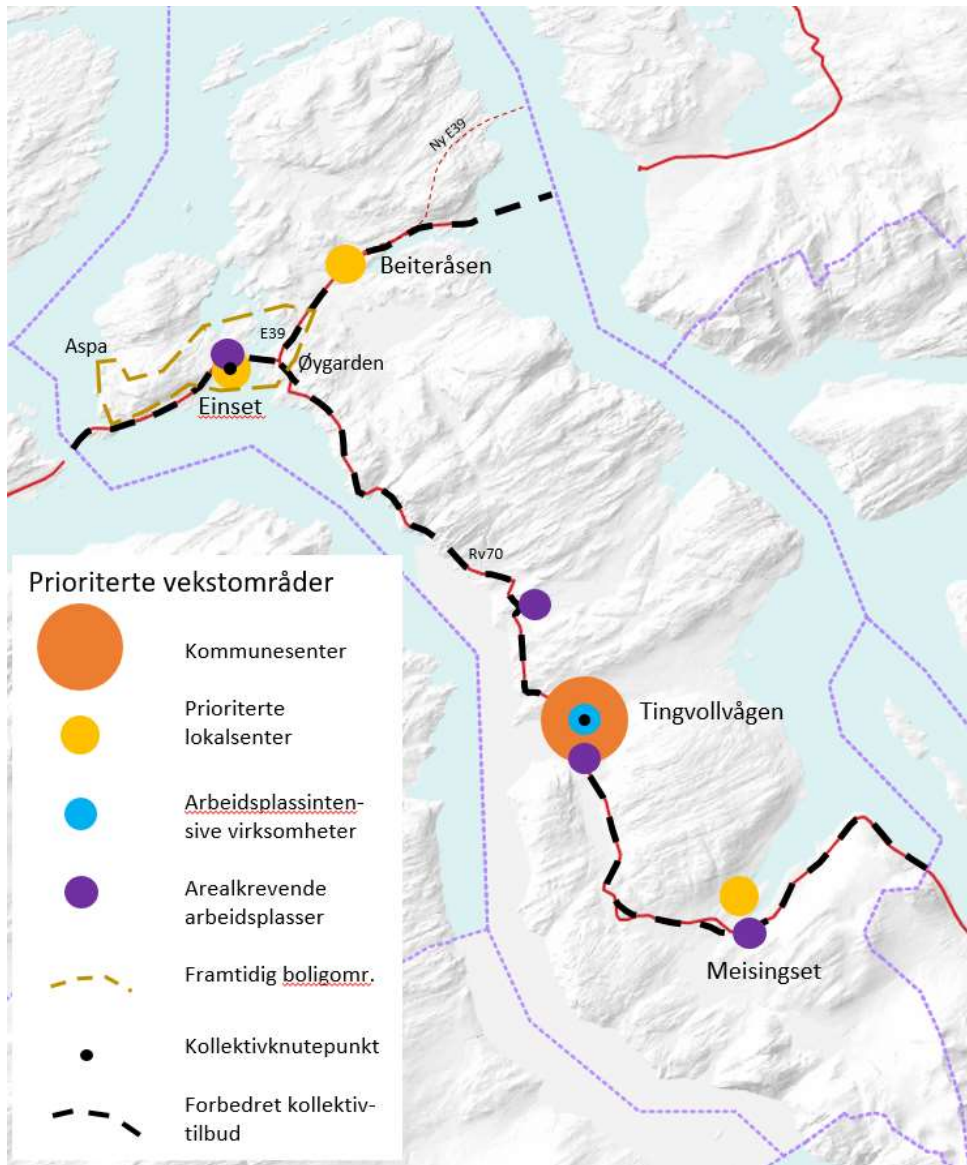 Ny E39
Beiteråsen
E39
Aspa
Øygarden
Einset
Rv70
Prioriterte vekstområder
Kommunesenter
Prioriterte
lokalsenter
Arbeidsplassinten-
sive virksomheter
Arealkrevende
arbeidsplasser
Framtidig boligomr.
Kollektivknutepunkt
Forbedret kollektiv-
tilbud
Tingvollvågen
Meisingset